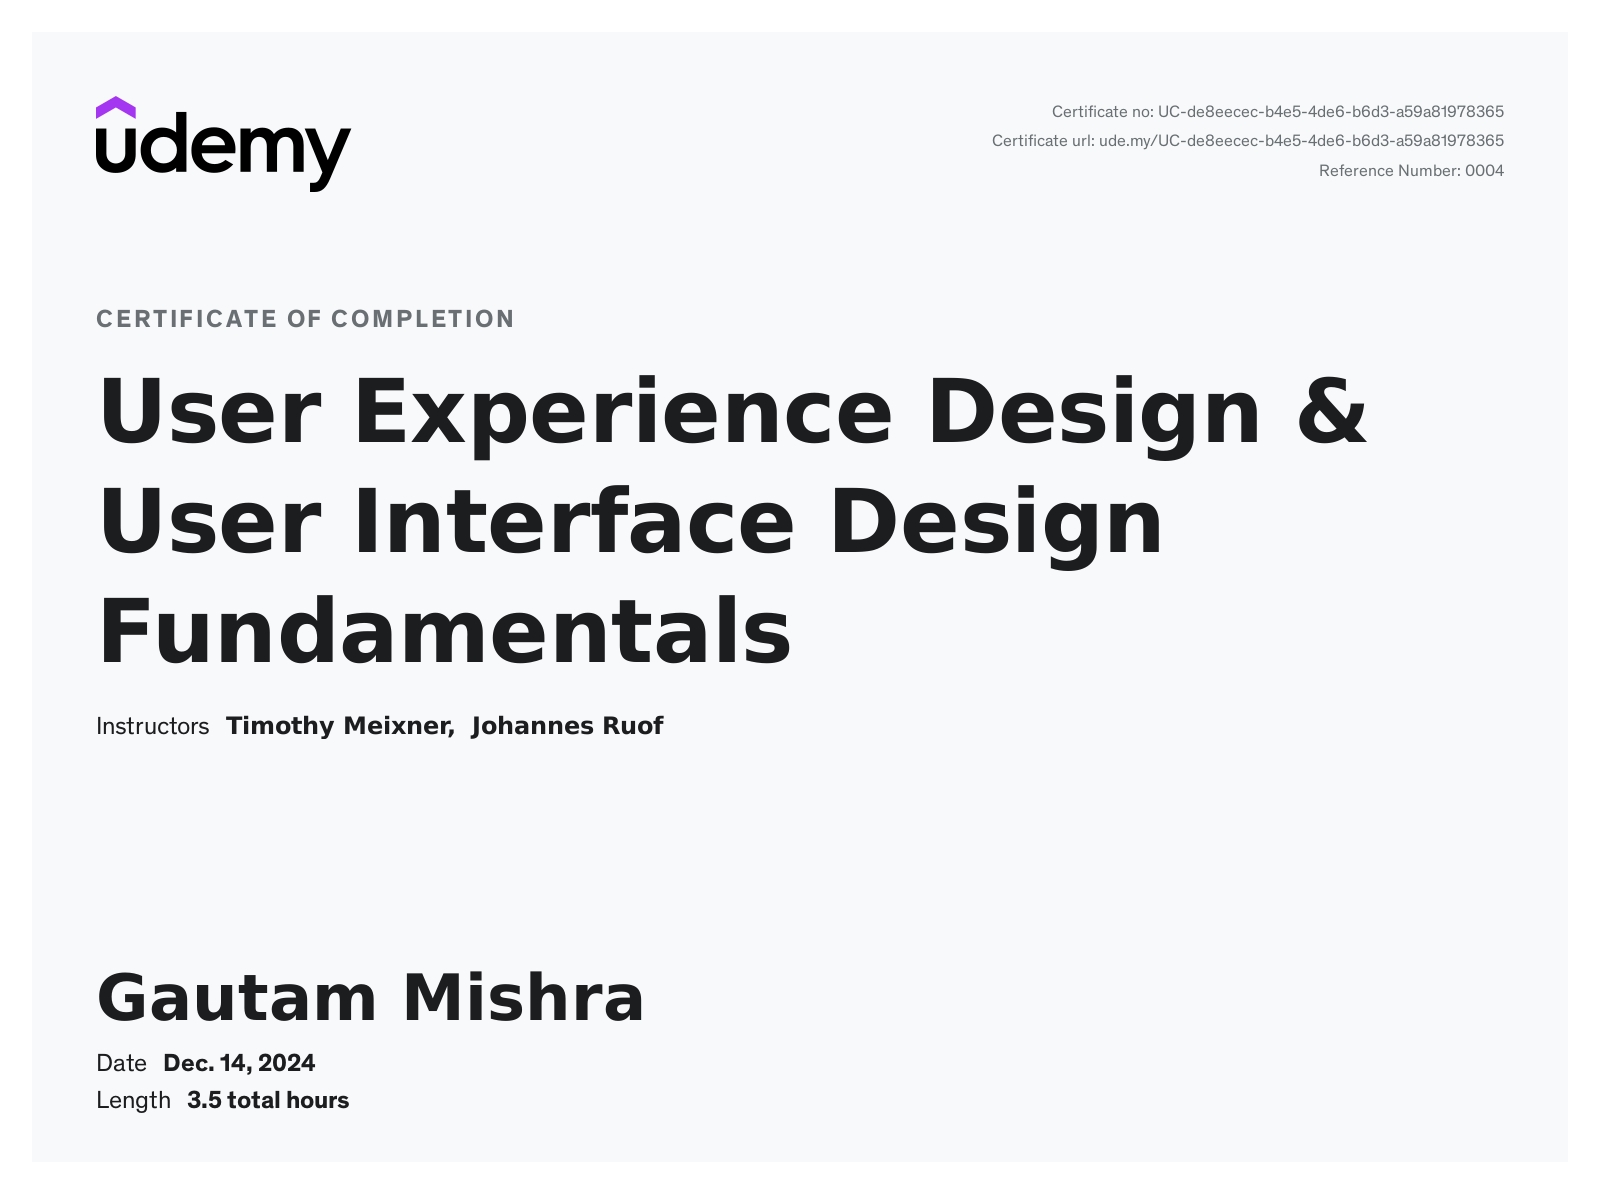 udemy
Certificate no: UC-de8eecec-b4e5-4de6-b6d3-a59a81978365
Certificate url: ude.my/UC-de8eecec-b4e5-4de6-b6d3-a59a81978365
Reference Number: 0004
CERTIFICATE OF COMPLETION
User Experience Design &
User Interface Design
Fundamentals
Instructors Timothy Meixner, Johannes Ruof
Gautam Mishra
Date Dec. 14, 2024
Length 3.5 total hours